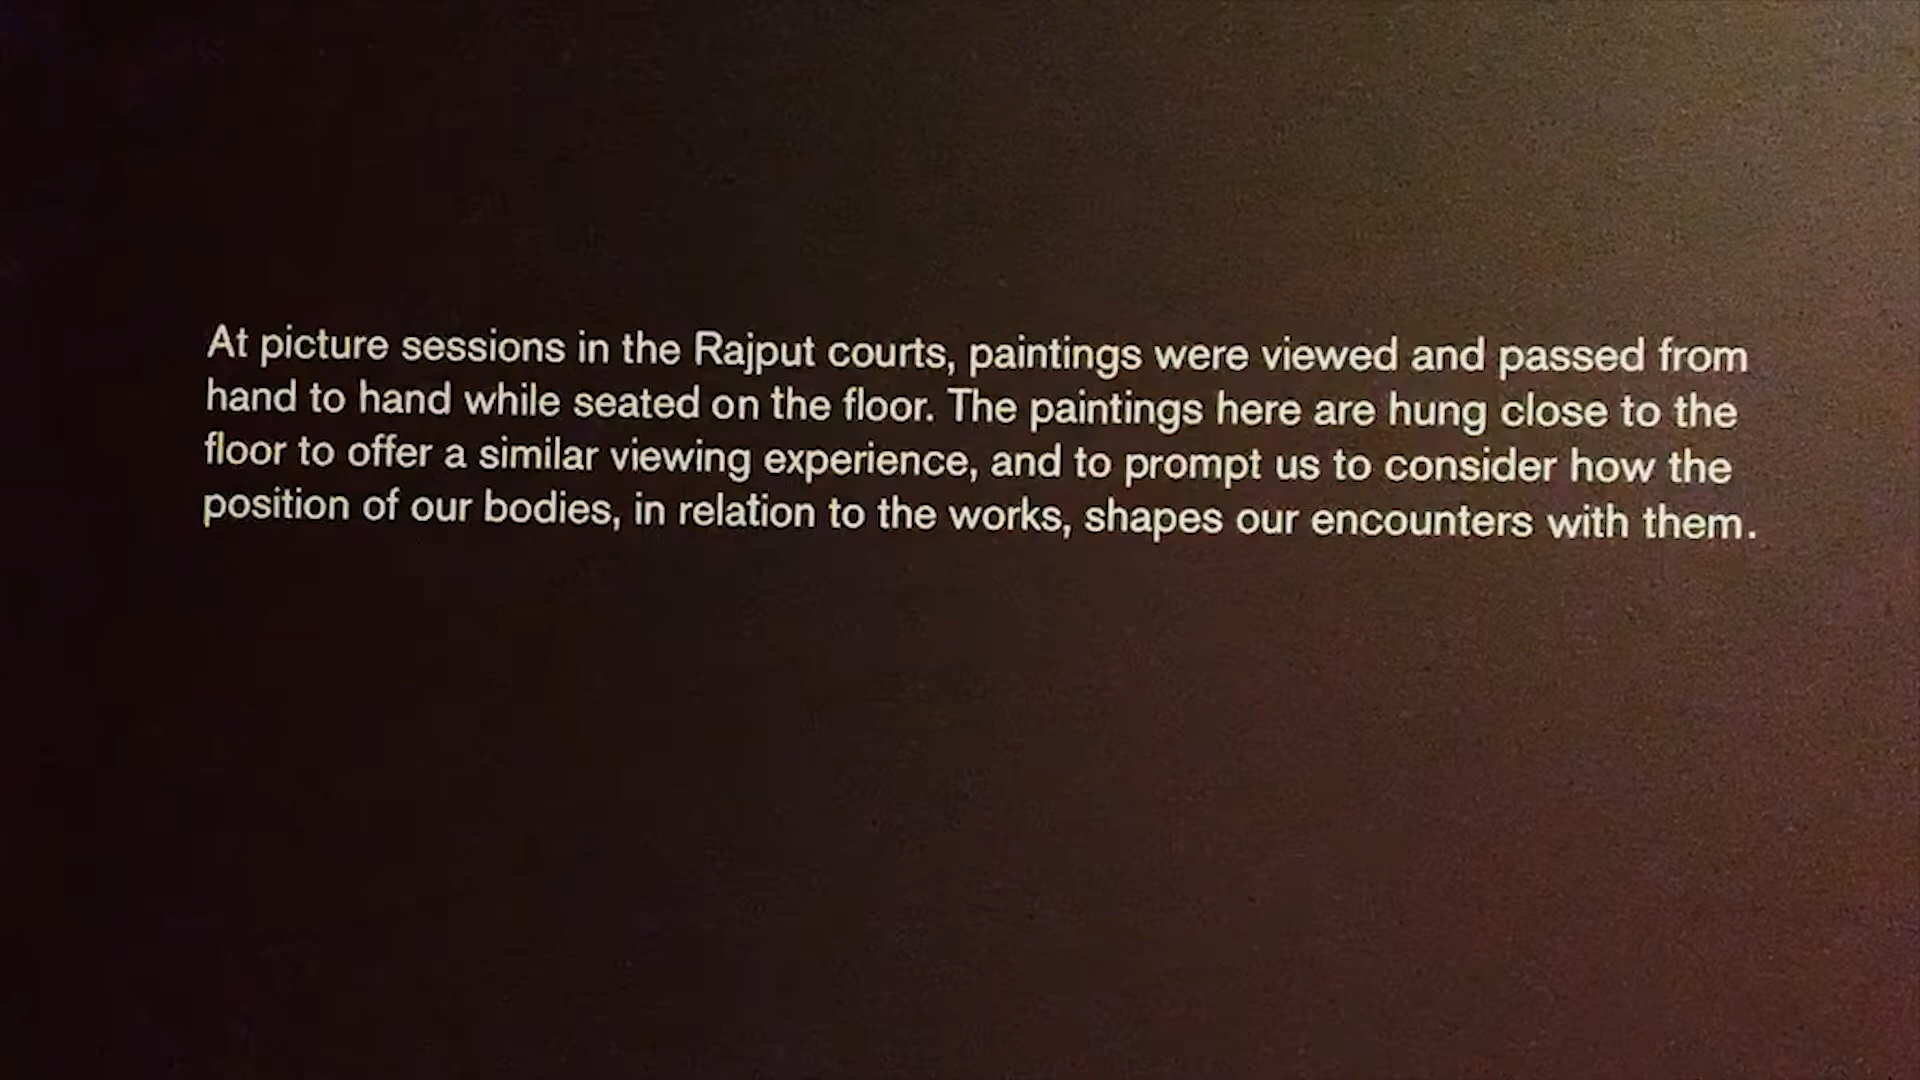 At picture sessions in the Rajput courts, paintings were viewed and passed from
hand to hand while seated on the floor. The paintings here are hung close to the
floor to offer a similar viewing experience, and to prompt us to consider how the
position of our bodies, in relation to the works, shapes our encounters with them.